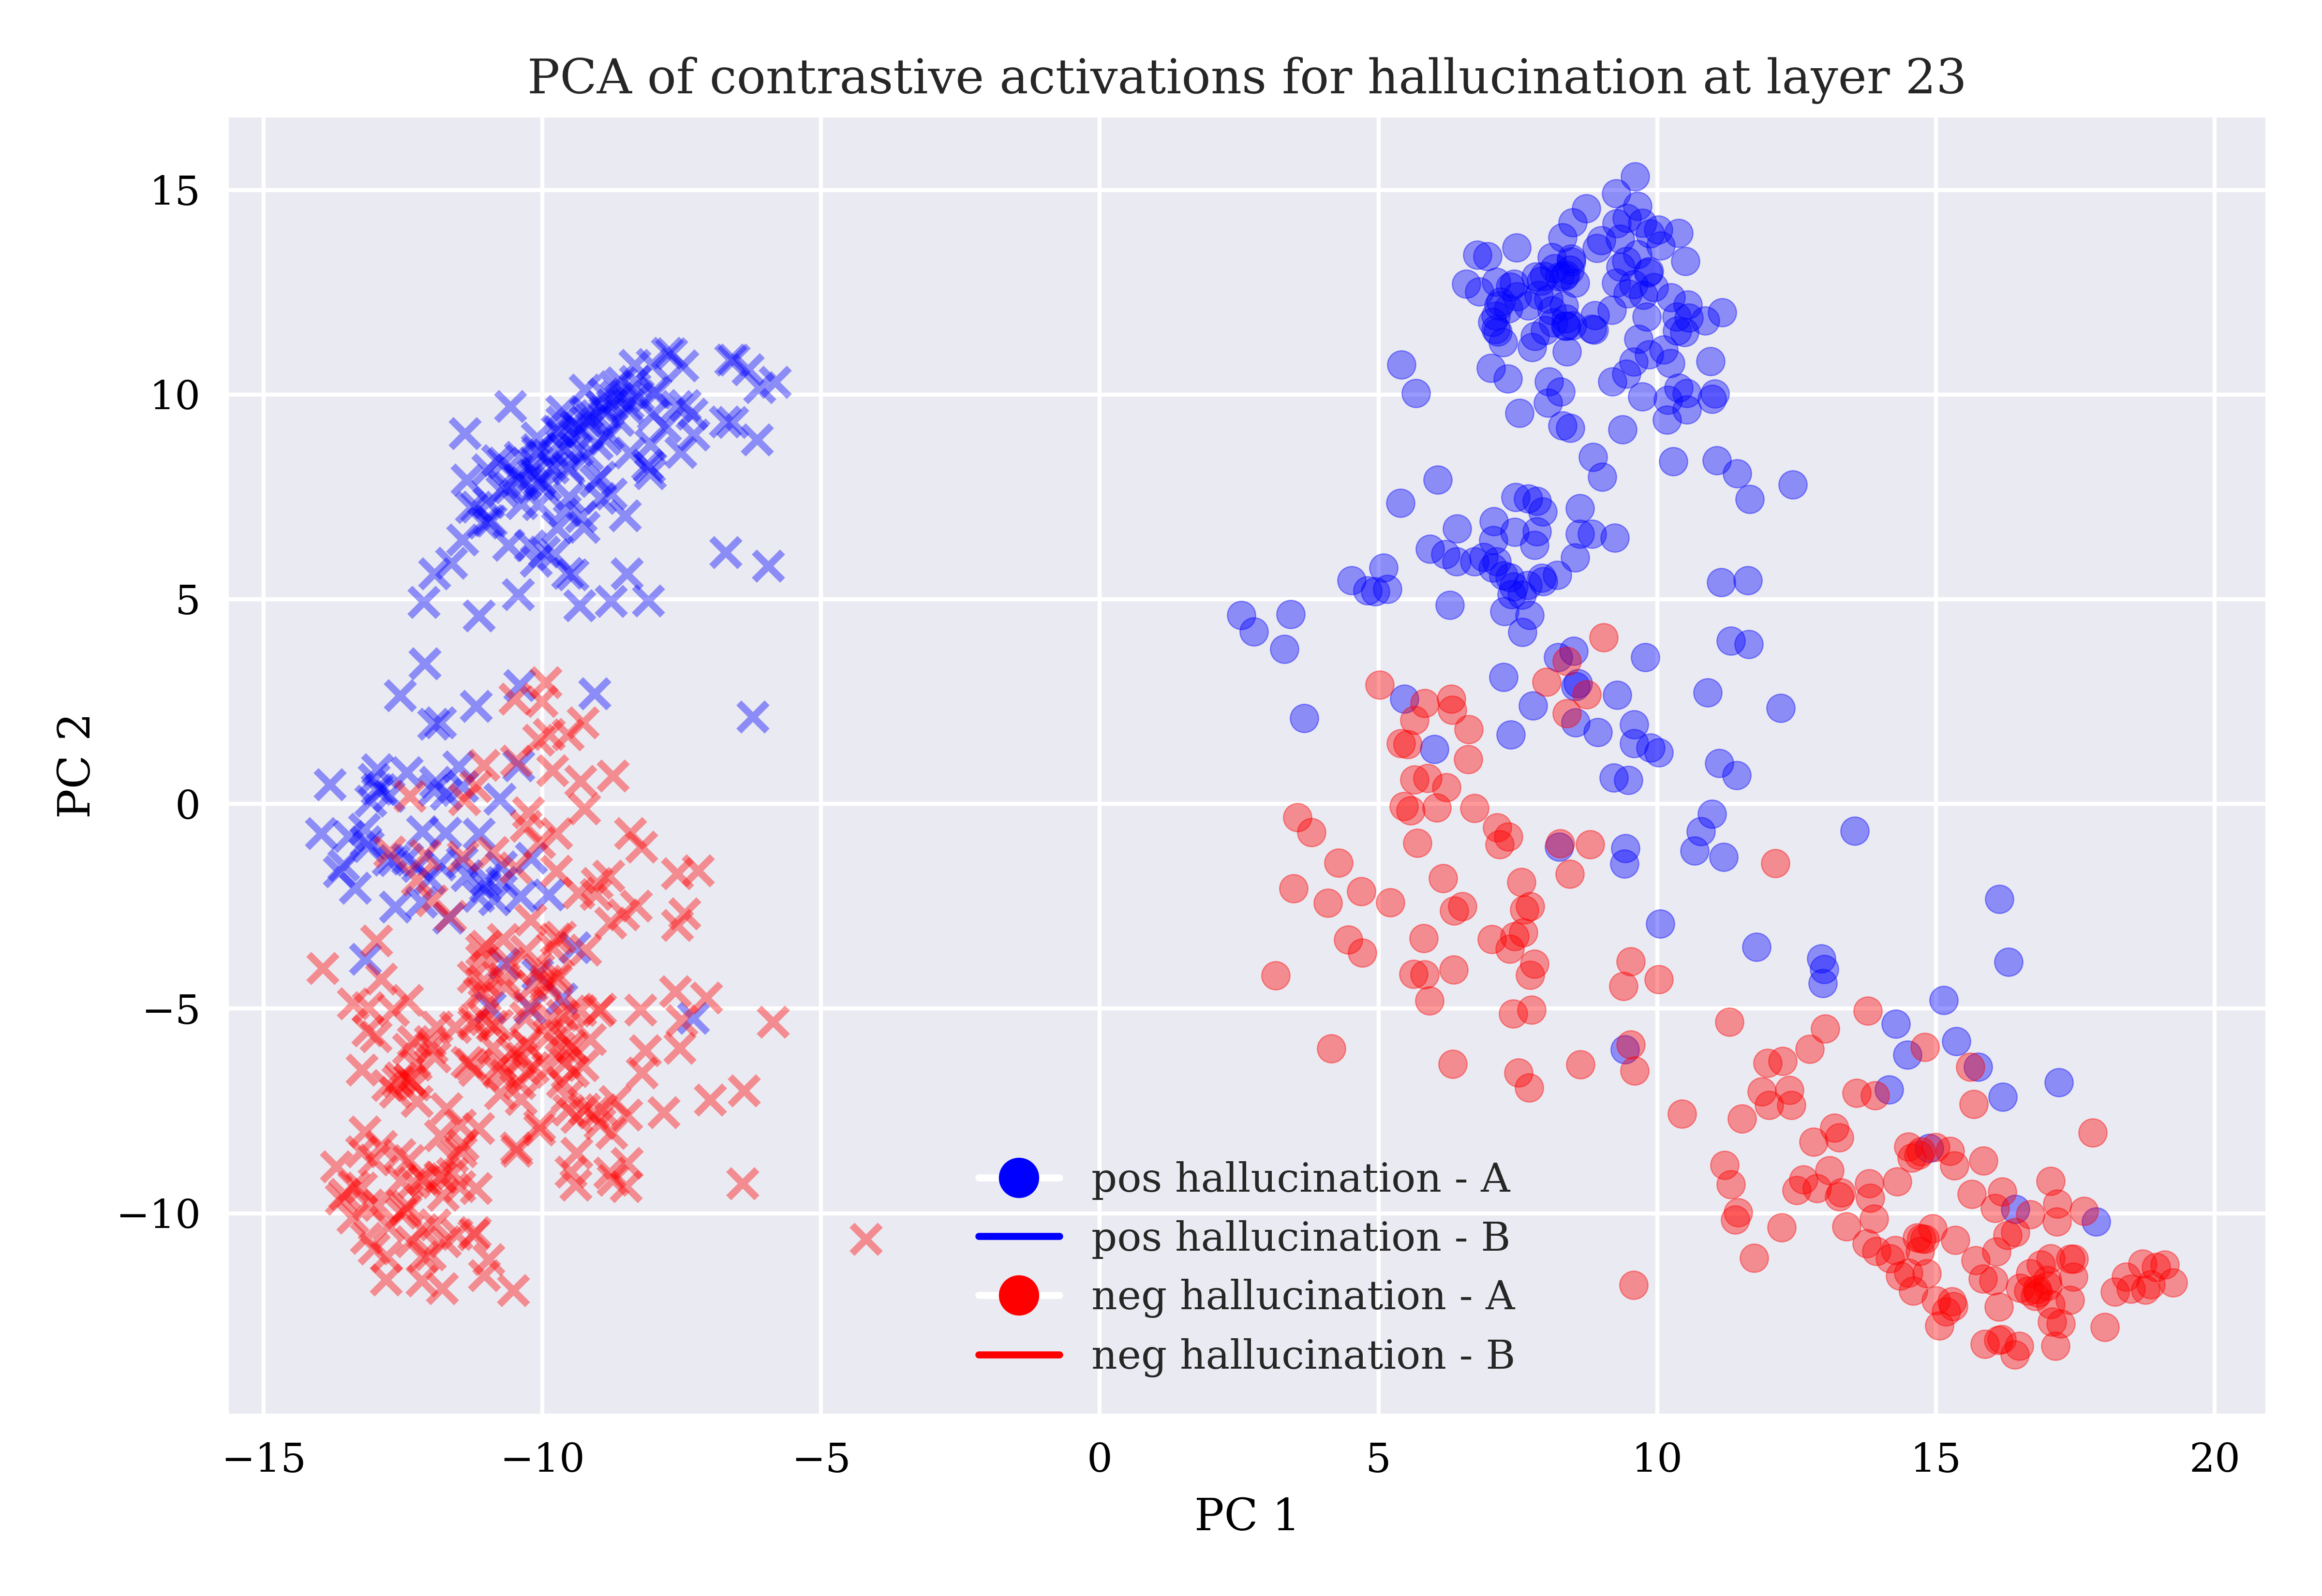 PCA of contrastive activations for hallucination at layer 23
15
10
5
0
−5
−10
PC 2
pos hallucination - A
pos hallucination - B
neg hallucination - A
neg hallucination - B
−15 −10 −5 0 5 10 15 20
PC 1